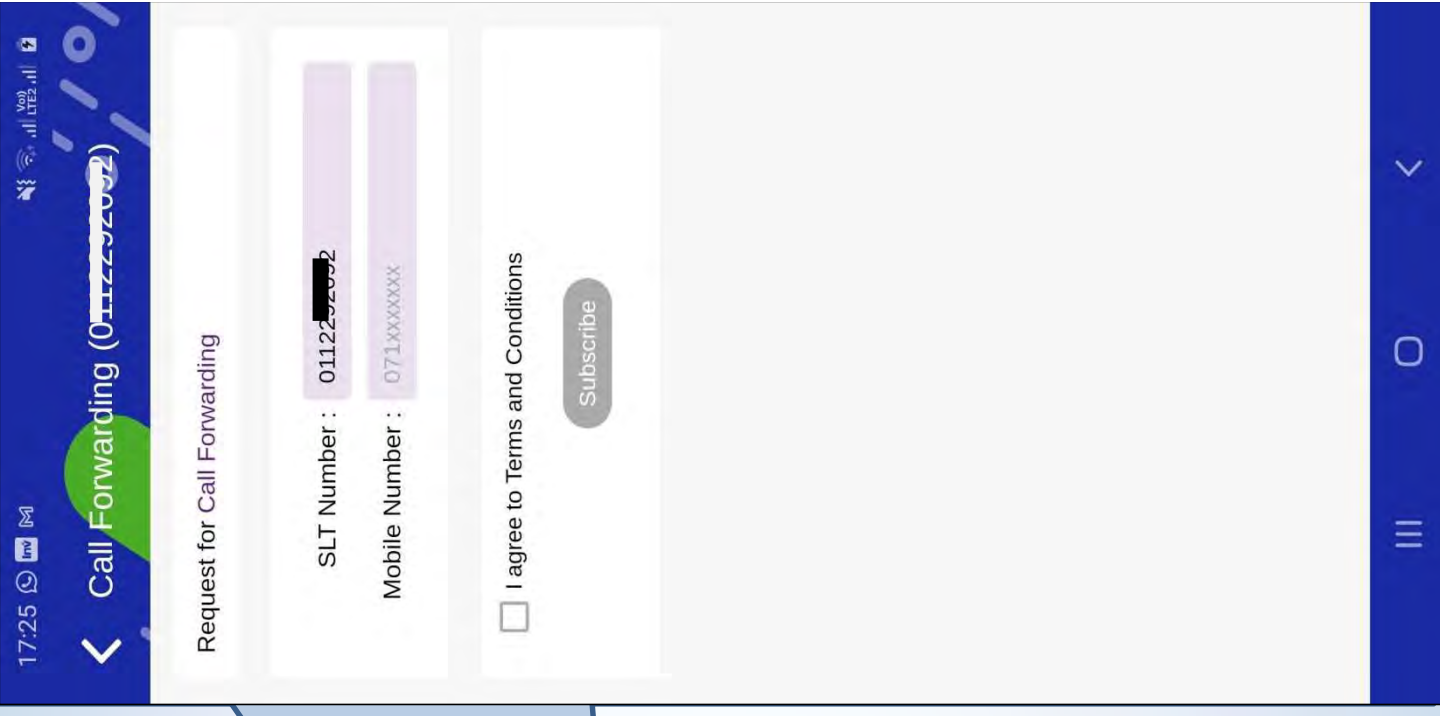 17:25
Call Forwarding
Request for Call Forwarding
SLT Number :
Mobile Number : 071xxxxxxx
I agree to Terms and Conditions
Subscribe